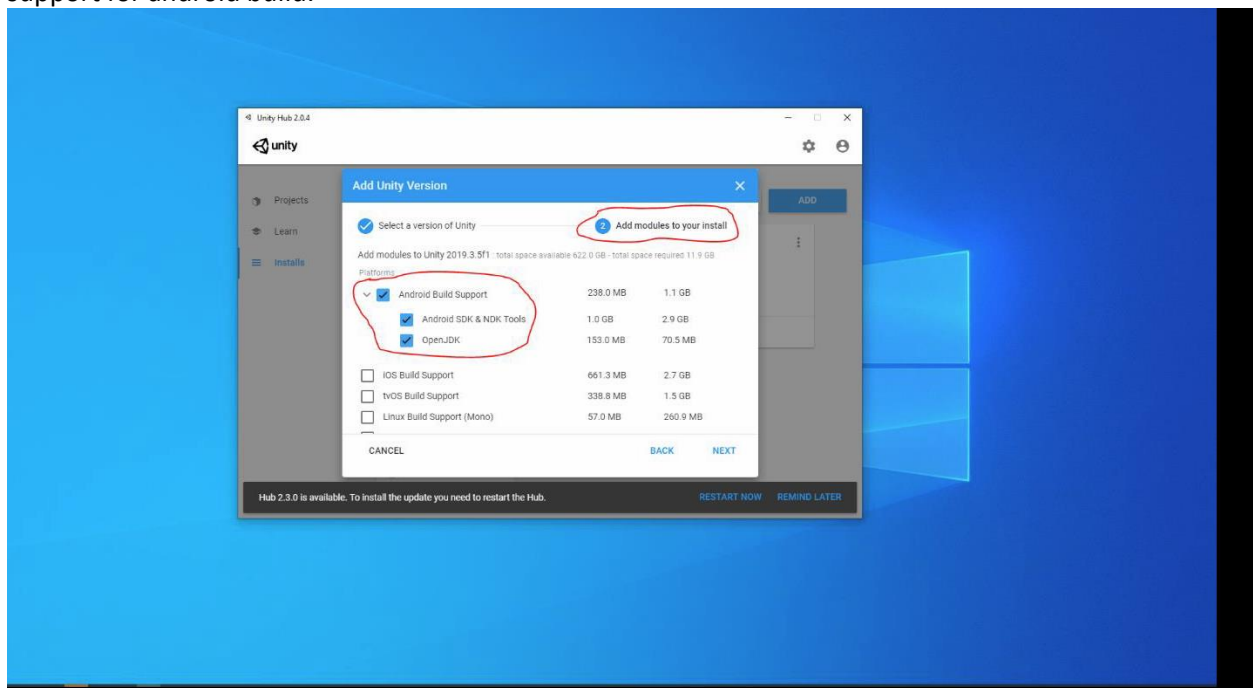 support for android build.
Unity Hub 2.0.4
unity
Projects
Learn
Installs
ADD
Add Unity Version
Select a version of Unity
2 Add modules to your install
Add modules to Unity 2019.3.5f1 : total space available 622.0 GB - total space required 11.9 GB
Platforms
Android Build Support 238.0 MB 1.1 GB
Android SDK & NDK Tools 1.0 GB 2.9 GB
OpenJDK 153.0 MB 70.5 MB
iOS Build Support 661.3 MB 2.7 GB
tvOS Build Support 338.8 MB 1.5 GB
Linux Build Support (Mono) 57.0 MB 260.9 MB
CANCEL BACK NEXT
Hub 2.3.0 is available. To install the update you need to restart the Hub. RESTART NOW REMIND LATER